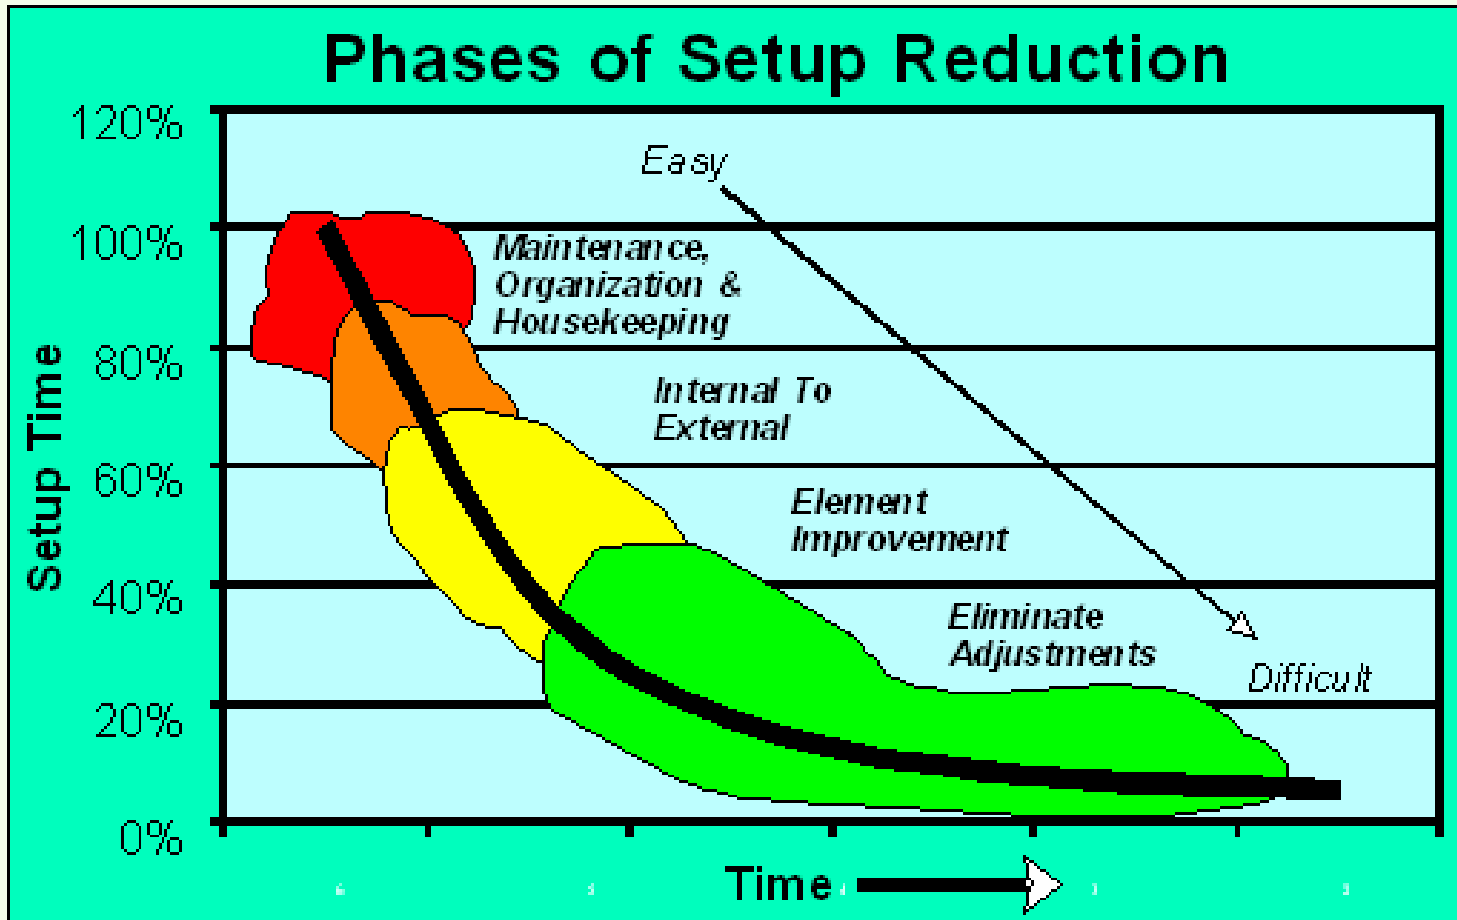 Phases of Setup Reduction
120%
100%
80%
60%
40%
20%
0%
Setup Time
Easy
Maintenance,
Organization &
Housekeeping
Internal To
External
Element
Improvement
Eliminate
Adjustments
Difficult
Time